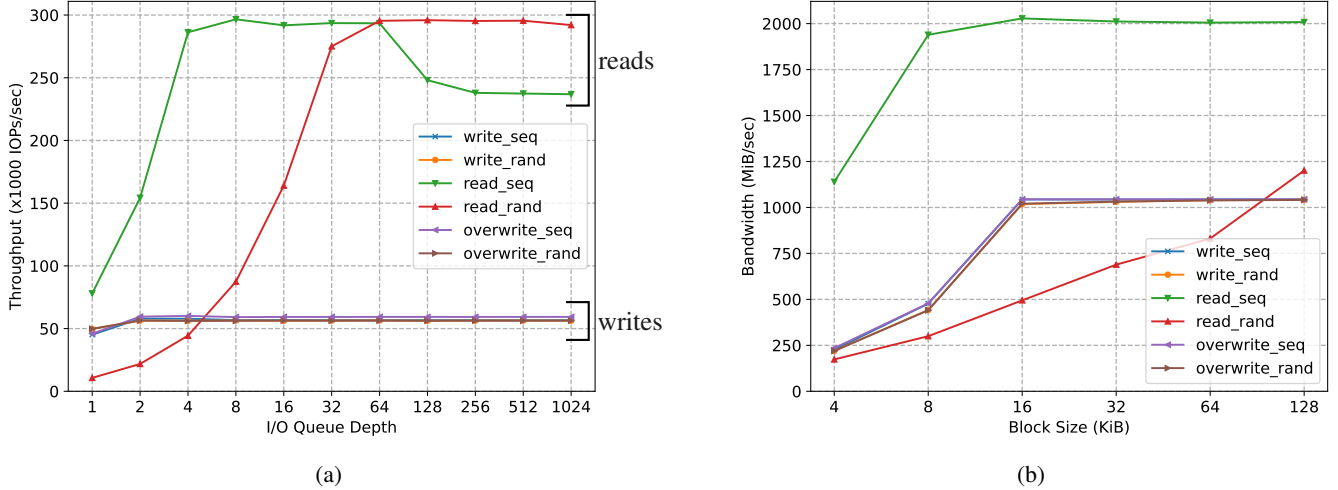 Throughput (x1000 IOPs/sec)
300
250
200
150
100
50
0
1 2 4 8 16 32 64 128 256 512 1024
I/O Queue Depth
write_seq
write_rand
read_seq
read_rand
overwrite_seq
overwrite_rand
reads
writes
(a)
Bandwidth (MiB/sec)
2000
1750
1500
1250
1000
750
500
250
0
4 8 16 32 64 128
Block Size (KiB)
write_seq
write_rand
read_seq
read_rand
overwrite_seq
overwrite_rand
(b)